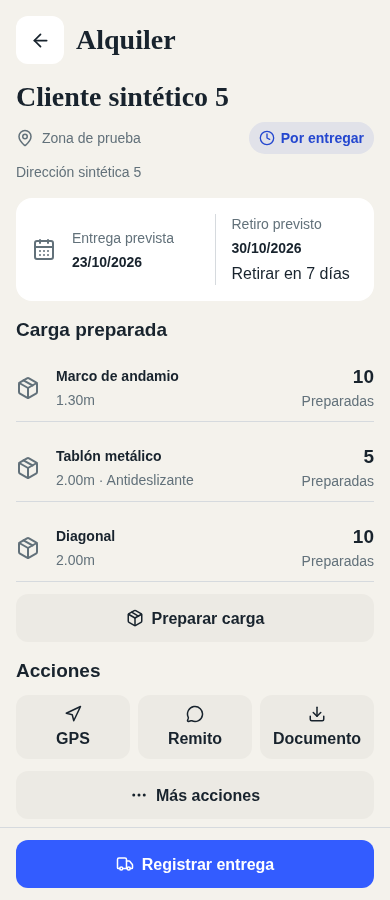 Alquiler
Cliente sintético 5
Zona de prueba
Por entregar
Dirección sintética 5
Entrega prevista
23/10/2026
Retiro previsto
30/10/2026
Retirar en 7 días
Carga preparada
Marco de andamio
1.30m
10
Preparadas
Tablón metálico
2.00m · Antideslizante
5
Preparadas
Diagonal
2.00m
10
Preparadas
Preparar carga
Acciones
GPS
Remito
Documento
Más acciones
Registrar entrega